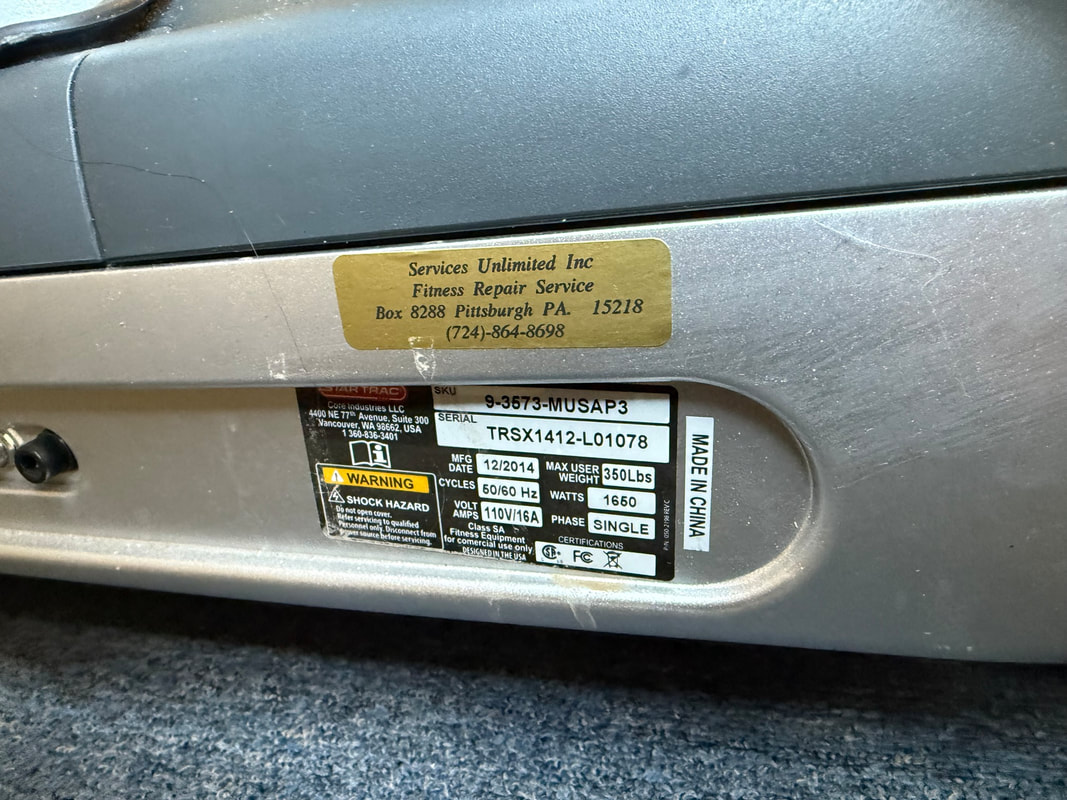 Services Unlimited Inc
Fitness Repair Service
Box 8288 Pittsburgh PA. 15218
(724)-864-8698
STAR TRAC
Core Industries LLC
4400 NE 77th Avenue. Suite 300
Vancouver, WA 98662, USA
1 360-836-3401
WARNING
SHOCK HAZARD
Do not open cover.
Refer servicing to qualified
Personnel only. Disconnect from
Power source before servicing.
SKU
9-3573-MUSAP3
SERIAL
TRSX1412-L01078
MFG DATE 12/2014
CYCLES 50/60 Hz
VOLT AMPS 110V/16A
Class SA
Fitness Equipment
for comercial use only
DESIGNED IN THE USA
MAX USER WEIGHT 350Lbs
WATTS 1650
PHASE SINGLE
CERTIFICATIONS
FC
MADE IN CHINA